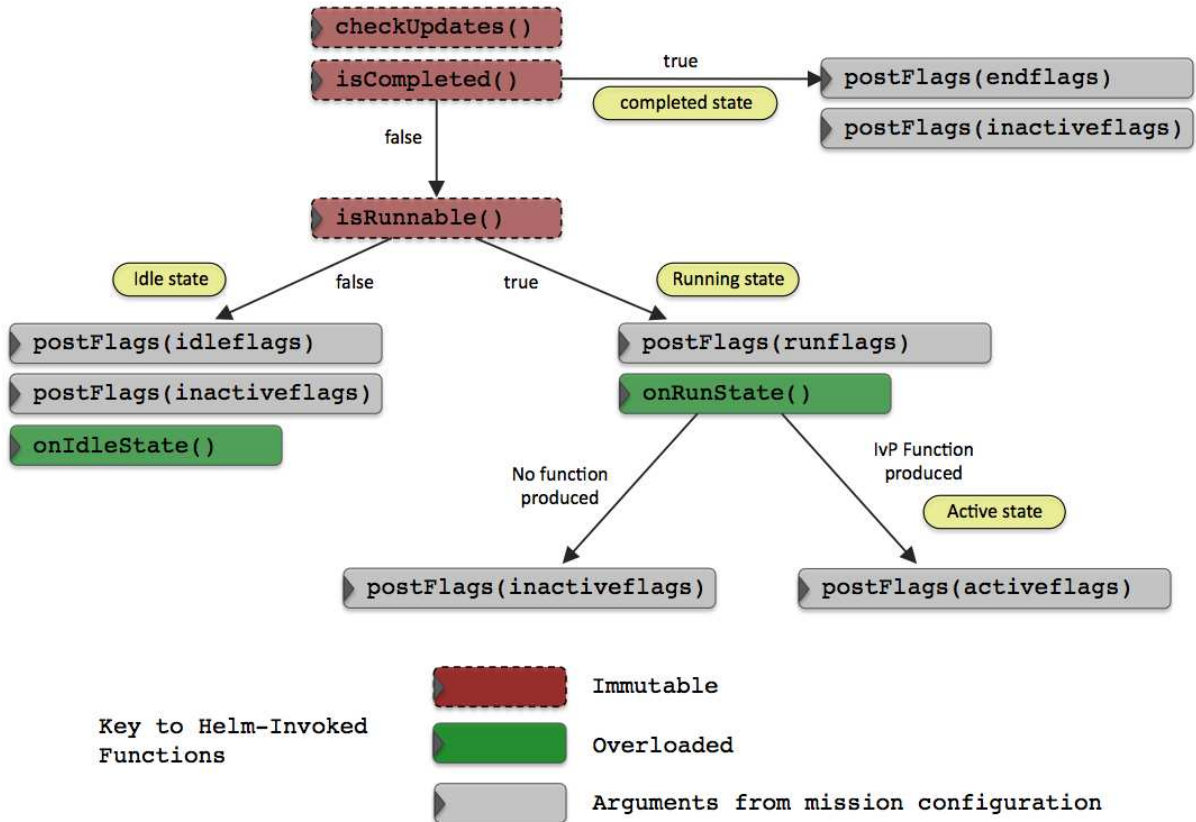 checkUpdates()
isCompleted()
true
completed state
postFlags(endflags)
postFlags(inactiveflags)
false
isRunnable()
Idle state
false
true
Running state
postFlags(idleflags)
postFlags(inactiveflags)
onIdleState()
postFlags(runflags)
onRunState()
No function
produced
IvP Function
produced
Active state
postFlags(inactiveflags)
postFlags(activeflags)
Key to Helm-Invoked
Functions
Immutable
Overloaded
Arguments from mission configuration